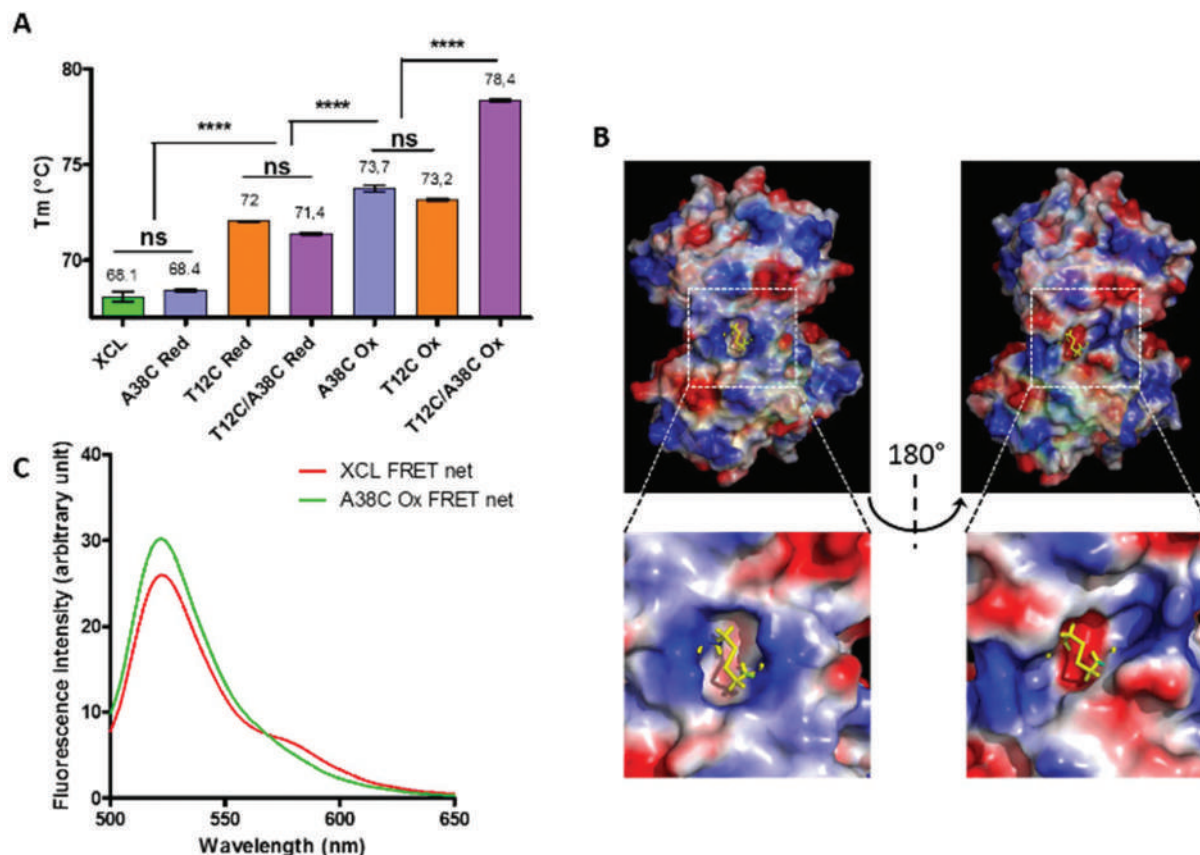 A
****
****
****
ns
ns
ns
80
75
70
Tm (°C)
68.1
68.4
72
71,4
73,7
73,2
78,4
XCL
A38C Red
T12C Red
T12C/A38C Red
A38C Ox
T12C Ox
T12C/A38C Ox
B
180°
C
XCL FRET net
A38C Ox FRET net
40
30
20
10
0
Fluorescence Intensity (arbitrary unit)
500
550
600
650
Wavelength (nm)